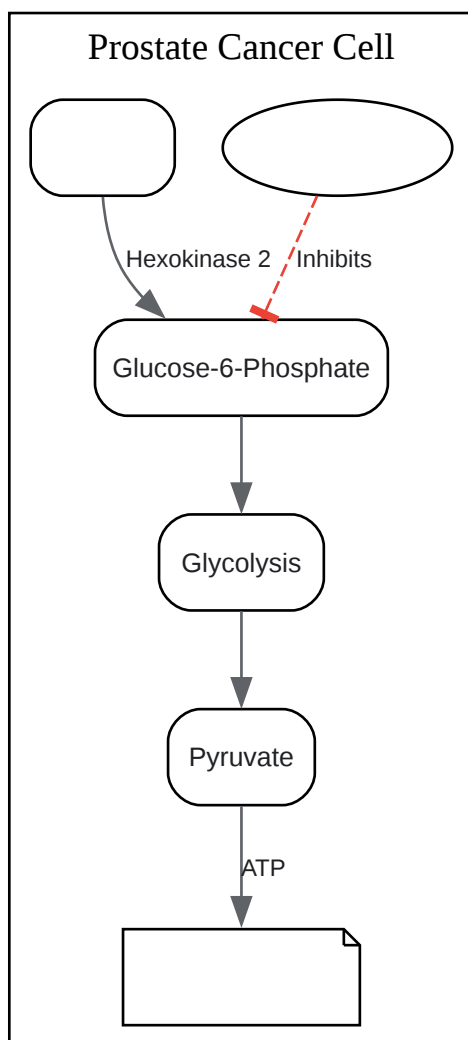 Prostate Cancer Cell
Hexokinase 2
Inhibits
Glucose-6-Phosphate
Glycolysis
Pyruvate
ATP